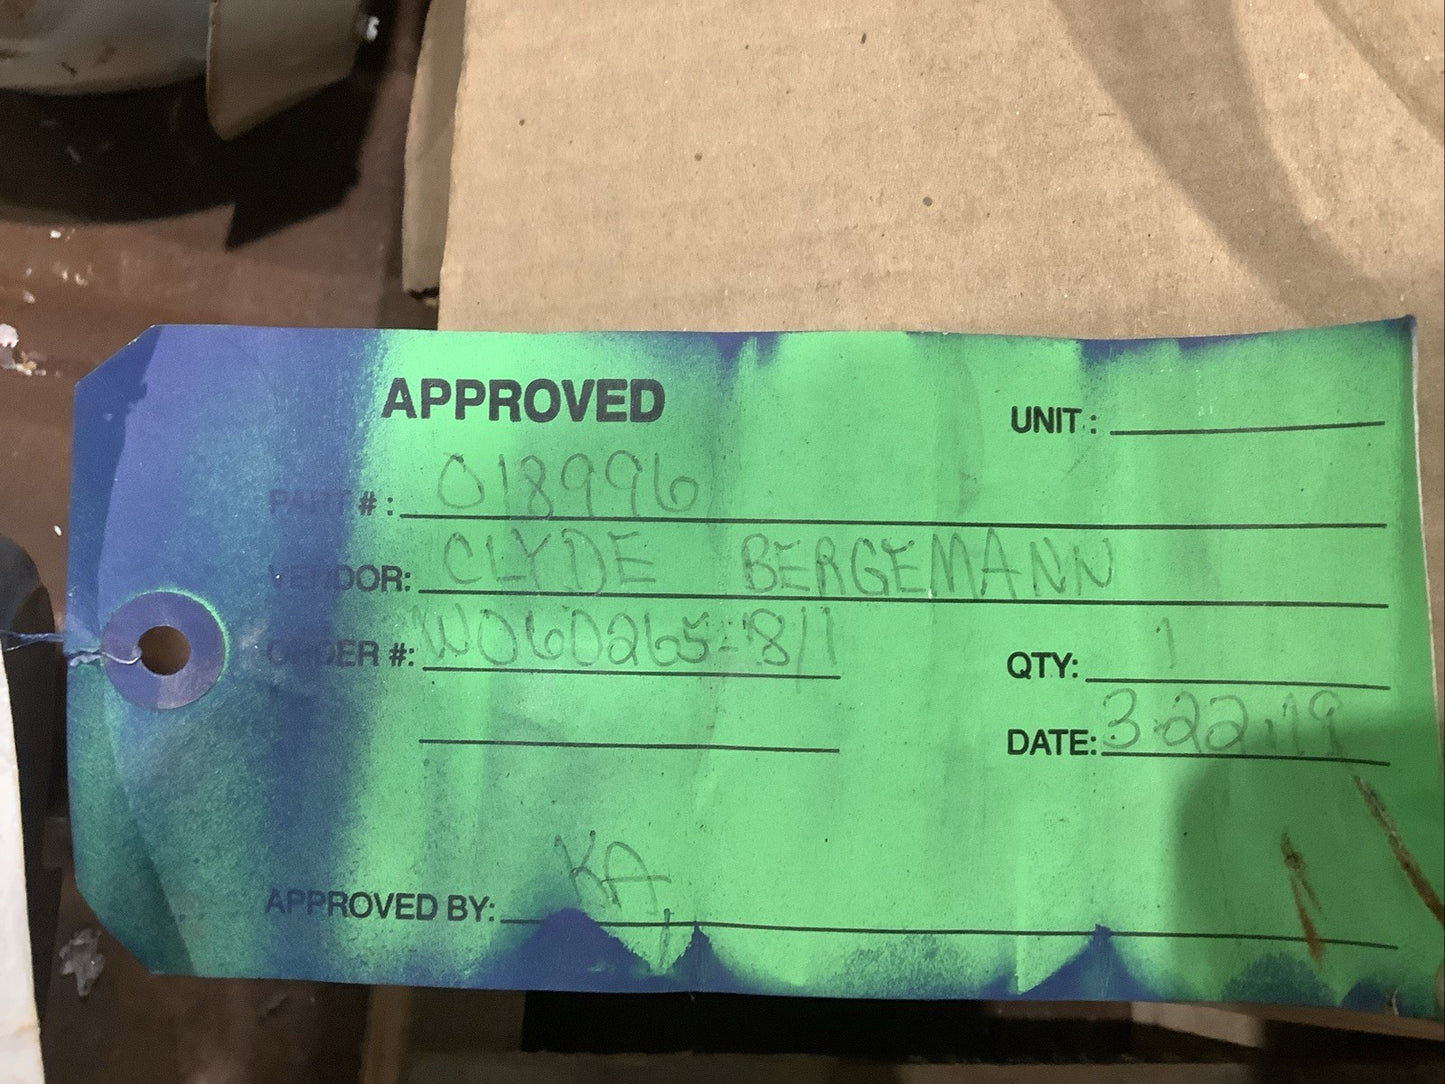 APPROVED
UNIT:
PART #: 018996
VENDOR: CLYDE BERGEMANN
ORDER #: W060265-8/1
QTY: 1
DATE: 3-22-19
APPROVED BY: KA